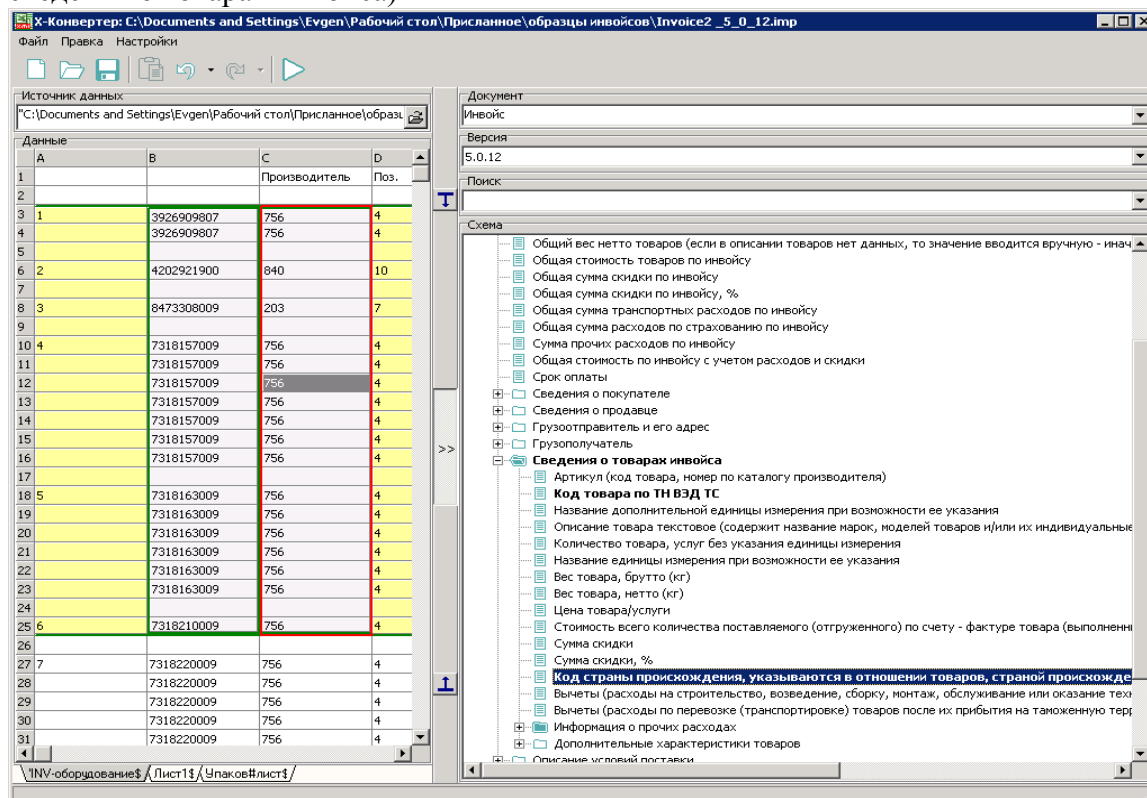 X-Конвертер: C:\Documents and Settings\Evgen\Рабочий стол\Присланное\образцы инвойсов\Invoice2 _5_0_12.imp
Файл Правка Настройки
Источник данных
"C:\Documents and Settings\Evgen\Рабочий стол\Присланное\образц
Данные
A B C D
1 Производитель Поз.
2
3 1 3926909807 756 4
4 3926909807 756 4
5
6 2 4202921900 840 10
7
8 3 8473308009 203 7
9
10 4 7318157009 756 4
11 7318157009 756 4
12 7318157009 756 4
13 7318157009 756 4
14 7318157009 756 4
15 7318157009 756 4
16 7318157009 756 4
17
18 5 7318163009 756 4
19 7318163009 756 4
20 7318163009 756 4
21 7318163009 756 4
22 7318163009 756 4
23 7318163009 756 4
24
25 6 7318210009 756 4
26
27 7 7318220009 756 4
28 7318220009 756 4
29 7318220009 756 4
30 7318220009 756 4
31 7318220009 756 4
'INV-оборудование$ Лист1$ Упаков#лист$
>>
Документ
Инвойс
Версия
5.0.12
Поиск
Схема
Общий вес нетто товаров (если в описании товаров нет данных, то значение вводится вручную - инач
Общая стоимость товаров по инвойсу
Общая сумма скидки по инвойсу
Общая сумма скидки по инвойсу, %
Общая сумма транспортных расходов по инвойсу
Общая сумма расходов по страхованию по инвойсу
Сумма прочих расходов по инвойсу
Общая стоимость по инвойсу с учетом расходов и скидки
Срок оплаты
Сведения о покупателе
Сведения о продавце
Грузоотправитель и его адрес
Грузополучатель
Сведения о товарах инвойса
Артикул (код товара, номер по каталогу производителя)
Код товара по ТН ВЭД ТС
Название дополнительной единицы измерения при возможности ее указания
Описание товара текстовое (содержит название марок, моделей товаров и/или их индивидуальные
Количество товара, услуг без указания единицы измерения
Название единицы измерения при возможности ее указания
Вес товара, брутто (кг)
Вес товара, нетто (кг)
Цена товара/услуги
Стоимость всего количества поставляемого (отгруженного) по счету - фактуре товара (выполненн
Сумма скидки
Сумма скидки, %
Код страны происхождения, указываются в отношении товаров, страной происхожде
Вычеты (расходы на строительство, возведение, сборку, монтаж, обслуживание или оказание техн
Вычеты (расходы по перевозке (транспортировке) товаров после их прибытия на таможенную терр
Информация о прочих расходах
Дополнительные характеристики товаров
Описание условий поставки